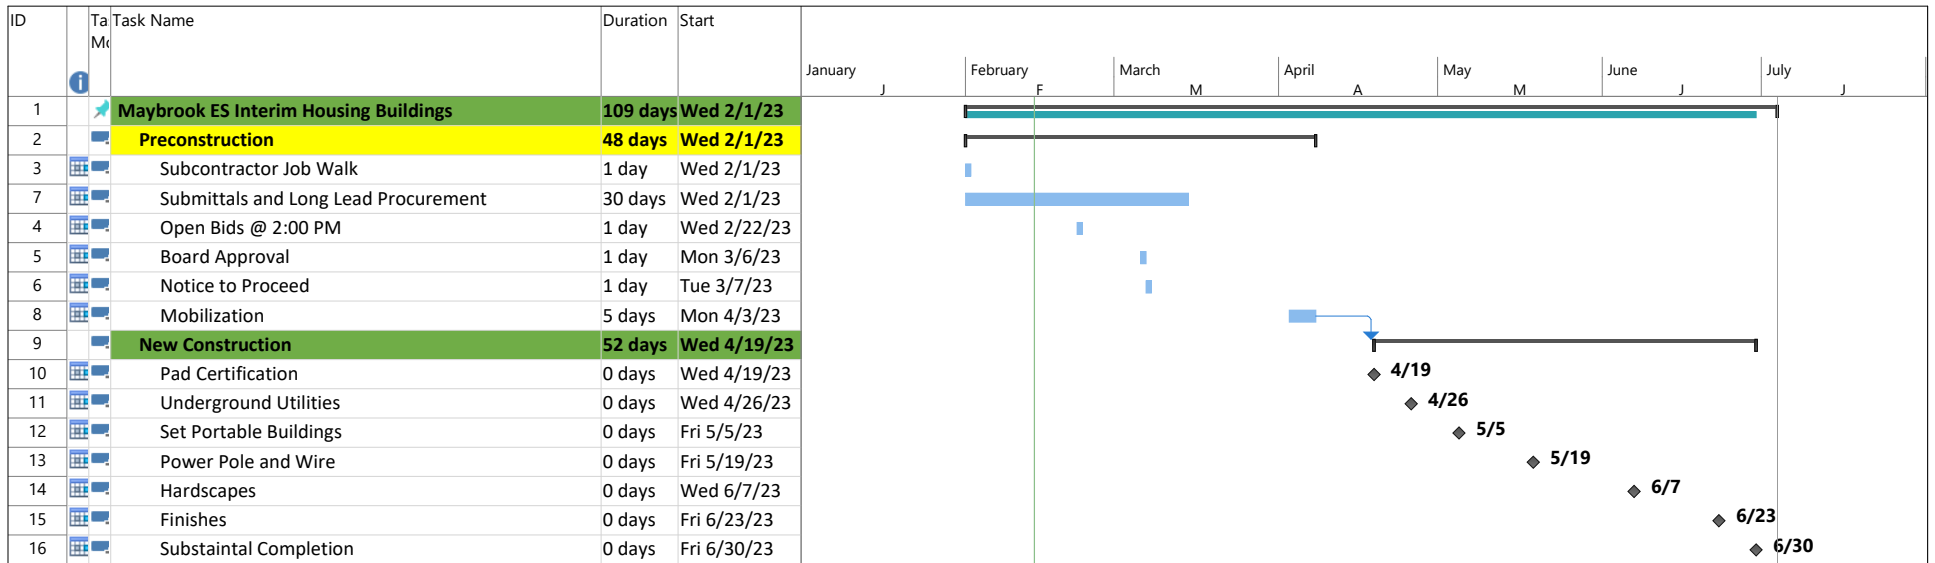 ID Ta Task Name Duration Start
Mo
January February March April May June July
J F M A M J J
1 Maybrook ES Interim Housing Buildings 109 days Wed 2/1/23
2 Preconstruction 48 days Wed 2/1/23
3 Subcontractor Job Walk 1 day Wed 2/1/23
7 Submittals and Long Lead Procurement 30 days Wed 2/1/23
4 Open Bids @ 2:00 PM 1 day Wed 2/22/23
5 Board Approval 1 day Mon 3/6/23
6 Notice to Proceed 1 day Tue 3/7/23
8 Mobilization 5 days Mon 4/3/23
9 New Construction 52 days Wed 4/19/23
10 Pad Certification 0 days Wed 4/19/23 4/19
11 Underground Utilities 0 days Wed 4/26/23 4/26
12 Set Portable Buildings 0 days Fri 5/5/23 5/5
13 Power Pole and Wire 0 days Fri 5/19/23 5/19
14 Hardscapes 0 days Wed 6/7/23 6/7
15 Finishes 0 days Fri 6/23/23 6/23
16 Substaintal Completion 0 days Fri 6/30/23 6/30